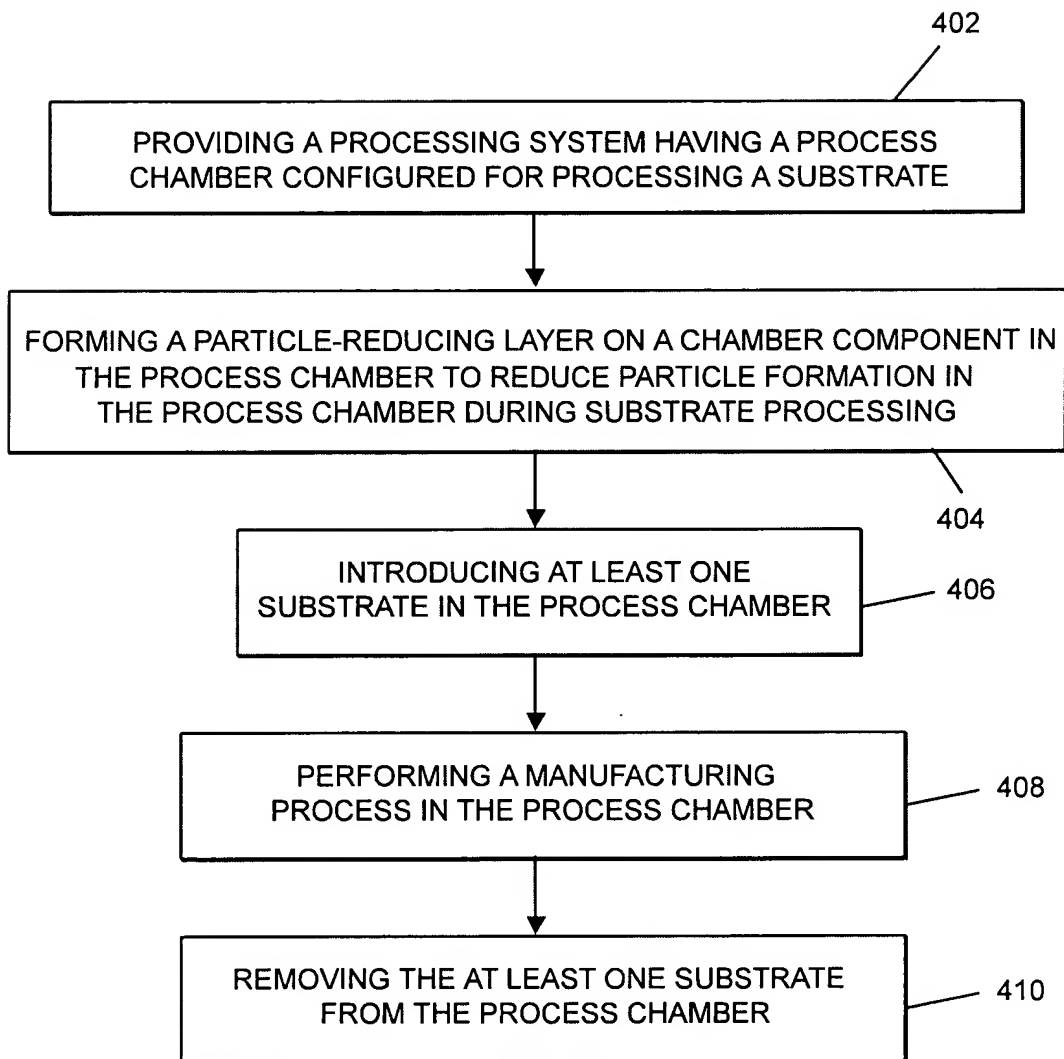 402
PROVIDING A PROCESSING SYSTEM HAVING A PROCESS
CHAMBER CONFIGURED FOR PROCESSING A SUBSTRATE
FORMING A PARTICLE-REDUCING LAYER ON A CHAMBER COMPONENT IN
THE PROCESS CHAMBER TO REDUCE PARTICLE FORMATION IN
THE PROCESS CHAMBER DURING SUBSTRATE PROCESSING
404
INTRODUCING AT LEAST ONE
SUBSTRATE IN THE PROCESS CHAMBER
406
PERFORMING A MANUFACTURING
PROCESS IN THE PROCESS CHAMBER
408
REMOVING THE AT LEAST ONE SUBSTRATE
FROM THE PROCESS CHAMBER
410